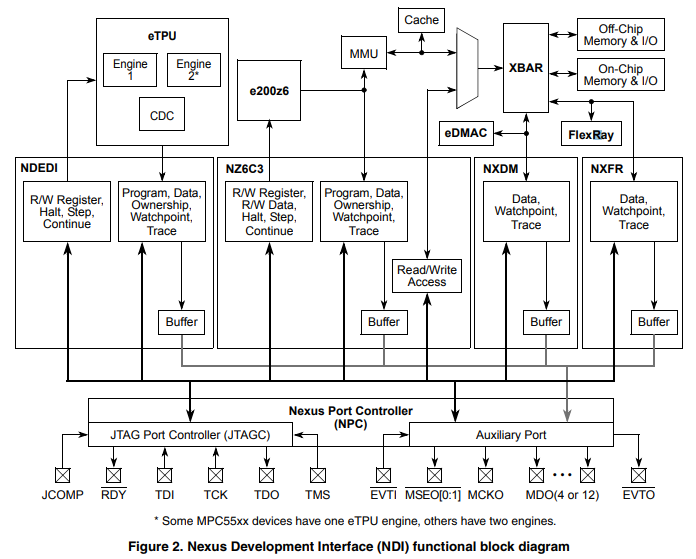 eTPU
Engine
1
Engine
2*
CDC
Cache
MMU
e200z6
XBAR
Off-Chip
Memory & I/O
On-Chip
Memory & I/O
eDMAC
FlexRay
NDEDI
R/W Register,
Halt, Step,
Continue
Program, Data,
Ownership,
Watchpoint,
Trace
Buffer
NZ6C3
R/W Register,
R/W Data,
Halt, Step,
Continue
Program, Data,
Ownership,
Watchpoint,
Trace
Read/Write
Access
Buffer
NXDM
Data,
Watchpoint,
Trace
Buffer
NXFR
Data,
Watchpoint,
Trace
Buffer
Nexus Port Controller
(NPC)
JTAG Port Controller (JTAGC)
Auxiliary Port
JCOMP
RDY
TDI
TCK
TDO
TMS
EVTI
MSEO[0:1]
MCKO
MDO(4 or 12)
EVTO
* Some MPC55xx devices have one eTPU engine, others have two engines.
Figure 2. Nexus Development Interface (NDI) functional block diagram